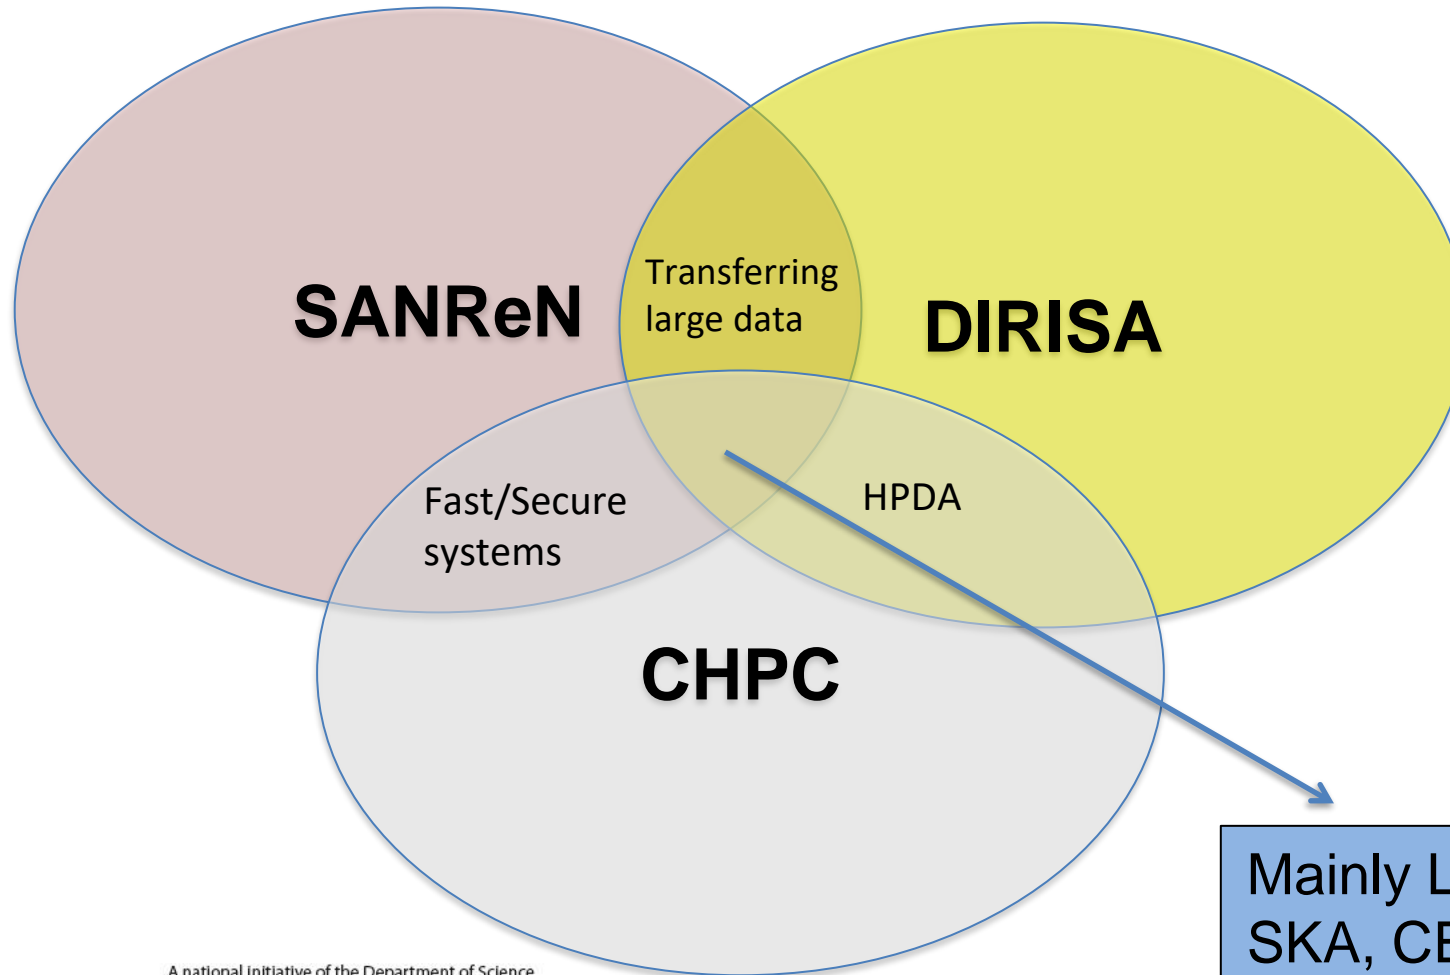 SANReN
Transferring
large data
DIRISA
Fast/Secure
systems
HPDA
CHPC
Mainly
SKA,
A national initiative of the Department of Science